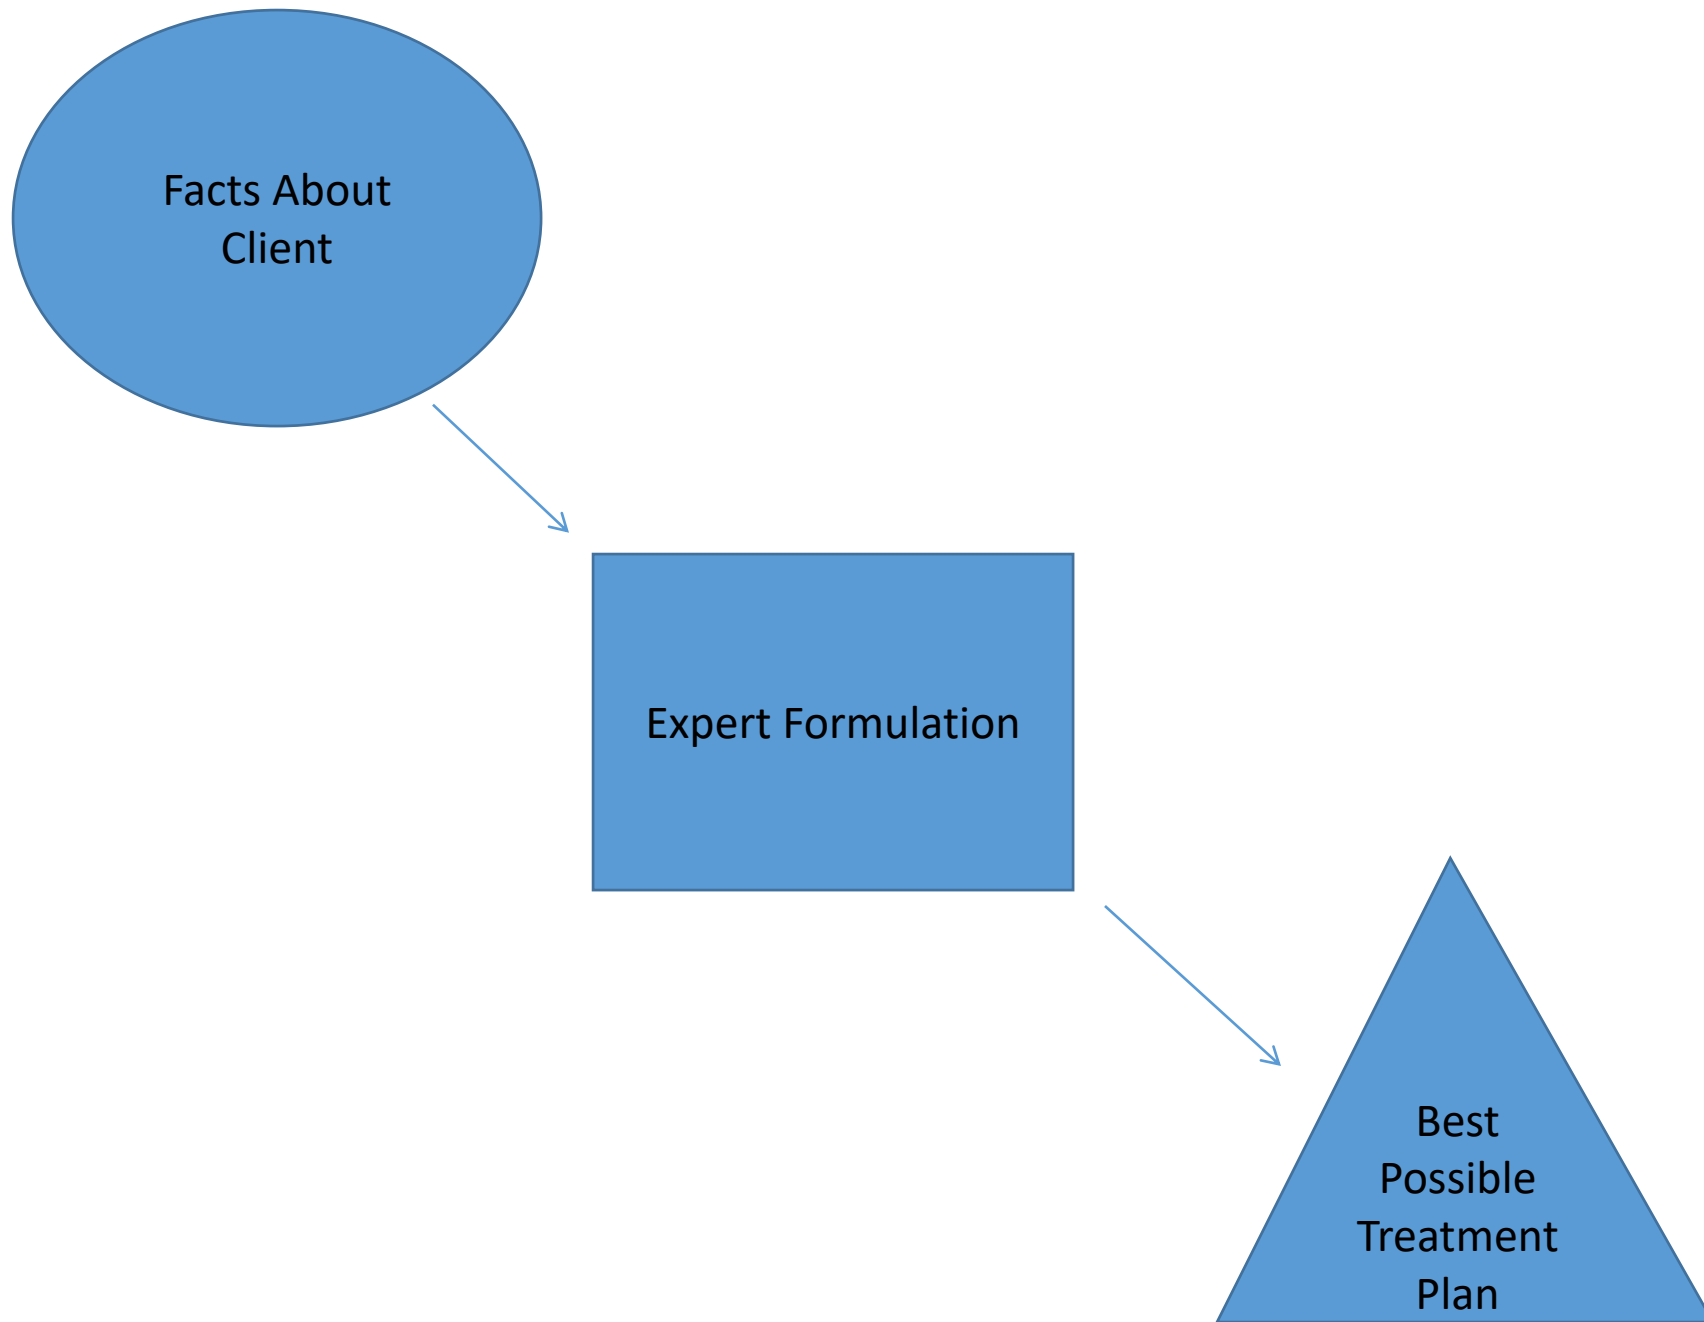 Facts About
Client
Expert Formulation
Best
Possible
Treatment
Plan